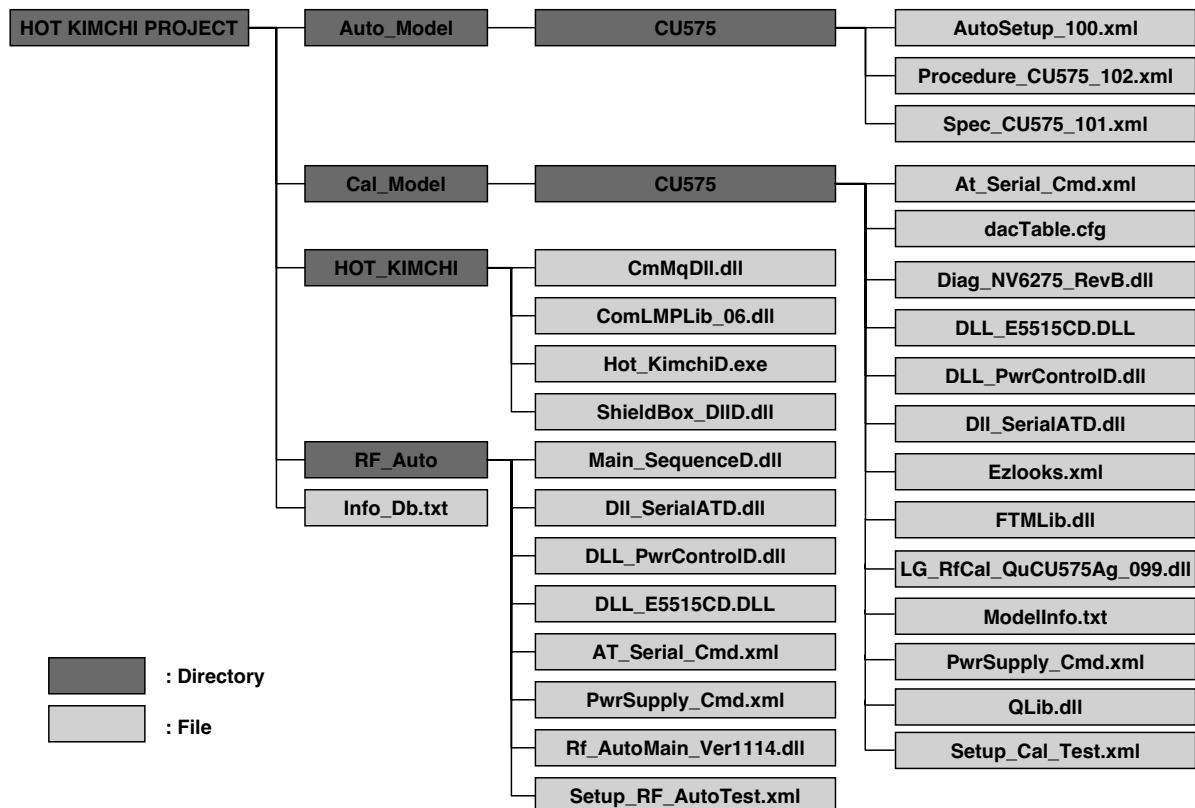 HOT KIMCHI PROJECT
Auto_Model
CU575
AutoSetup_100.xml
Procedure_CU575_102.xml
Spec_CU575_101.xml
Cal_Model
CU575
At_Serial_Cmd.xml
dacTable.cfg
Diag_NV6275_RevB.dll
DLL_E5515CD.DLL
DLL_PwrControlD.dll
Dll_SerialATD.dll
Ezlooks.xml
FTMLib.dll
LG_RfCal_QuCU575Ag_099.dll
ModelInfo.txt
PwrSupply_Cmd.xml
QLib.dll
Setup_Cal_Test.xml
HOT_KIMCHI
CmMqDll.dll
ComLMPLib_06.dll
Hot_KimchiD.exe
ShieldBox_DllD.dll
RF_Auto
Main_SequenceD.dll
Dll_SerialATD.dll
DLL_PwrControlD.dll
DLL_E5515CD.DLL
AT_Serial_Cmd.xml
PwrSupply_Cmd.xml
Rf_AutoMain_Ver1114.dll
Setup_RF_AutoTest.xml
Info_Db.txt
: Directory
: File